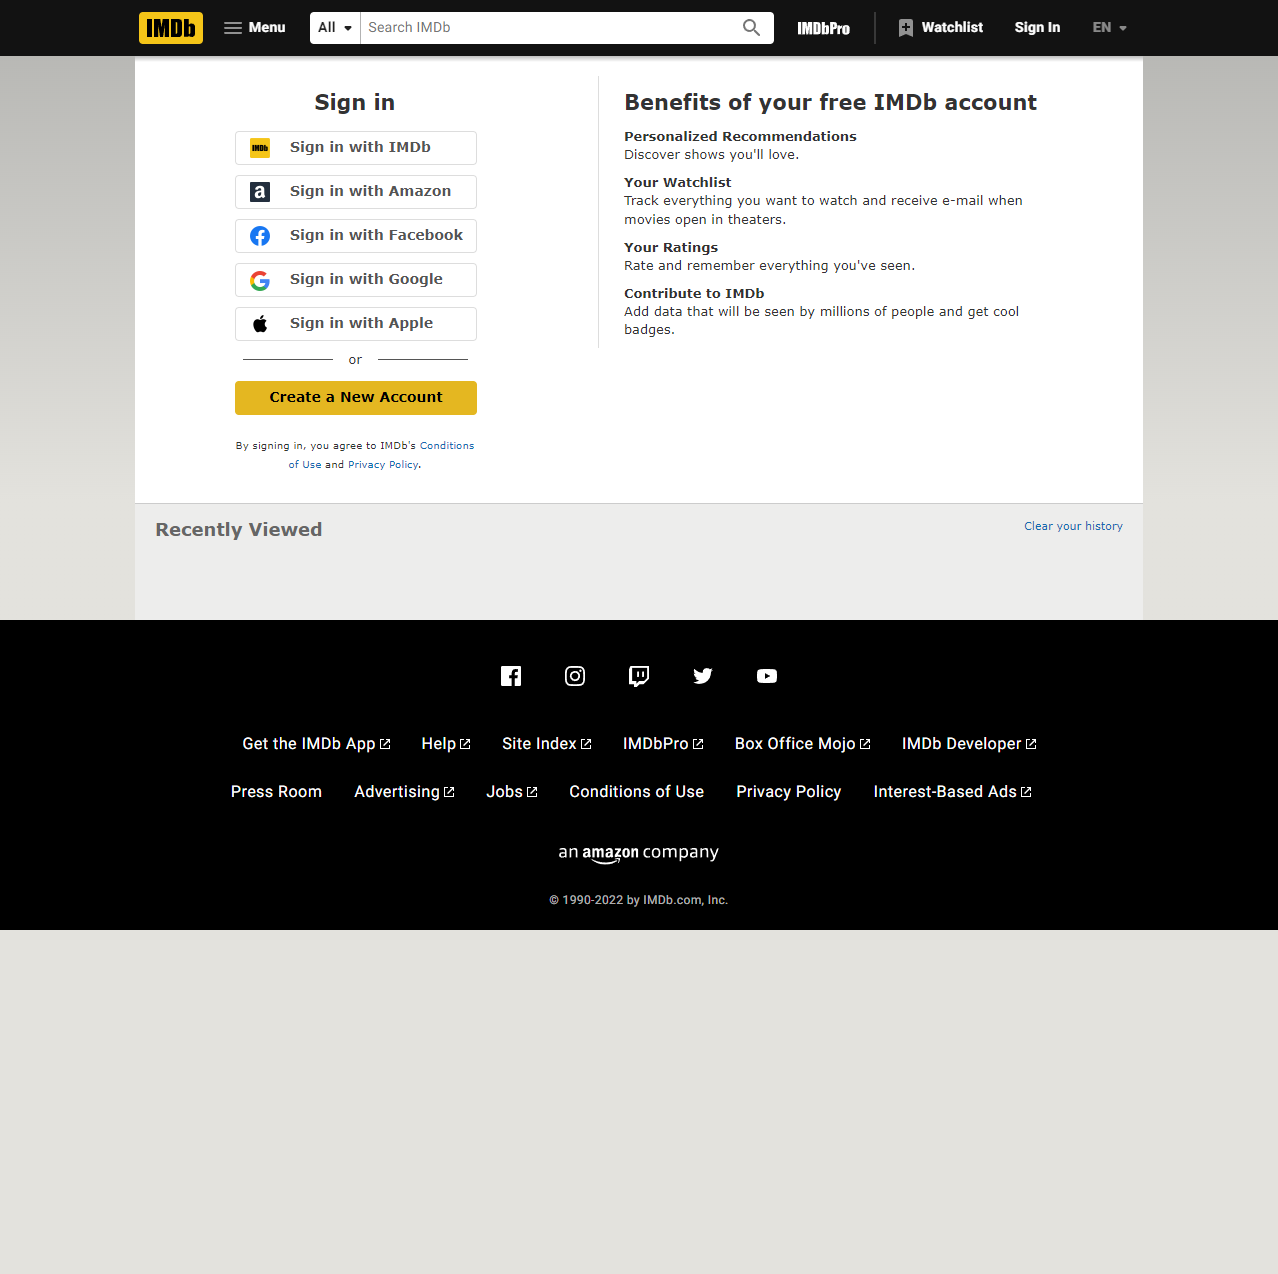 IMDb
Menu
All
Search IMDb
IMDbPro
Watchlist
Sign In
EN
Sign in
IMDb
Sign in with IMDb
a
Sign in with Amazon
Sign in with Facebook
Sign in with Google
Sign in with Apple
or
Create a New Account
By signing in, you agree to IMDb's Conditions
of Use and Privacy Policy.
Benefits of your free IMDb account
Personalized Recommendations
Discover shows you'll love.
Your Watchlist
Track everything you want to watch and receive e-mail when
movies open in theaters.
Your Ratings
Rate and remember everything you've seen.
Contribute to IMDb
Add data that will be seen by millions of people and get cool
badges.
Recently Viewed
Clear your history
Get the IMDb App Help Site Index IMDbPro Box Office Mojo IMDb Developer
Press Room Advertising Jobs Conditions of Use Privacy Policy Interest-Based Ads
an amazon company
© 1990-2022 by IMDb.com, Inc.